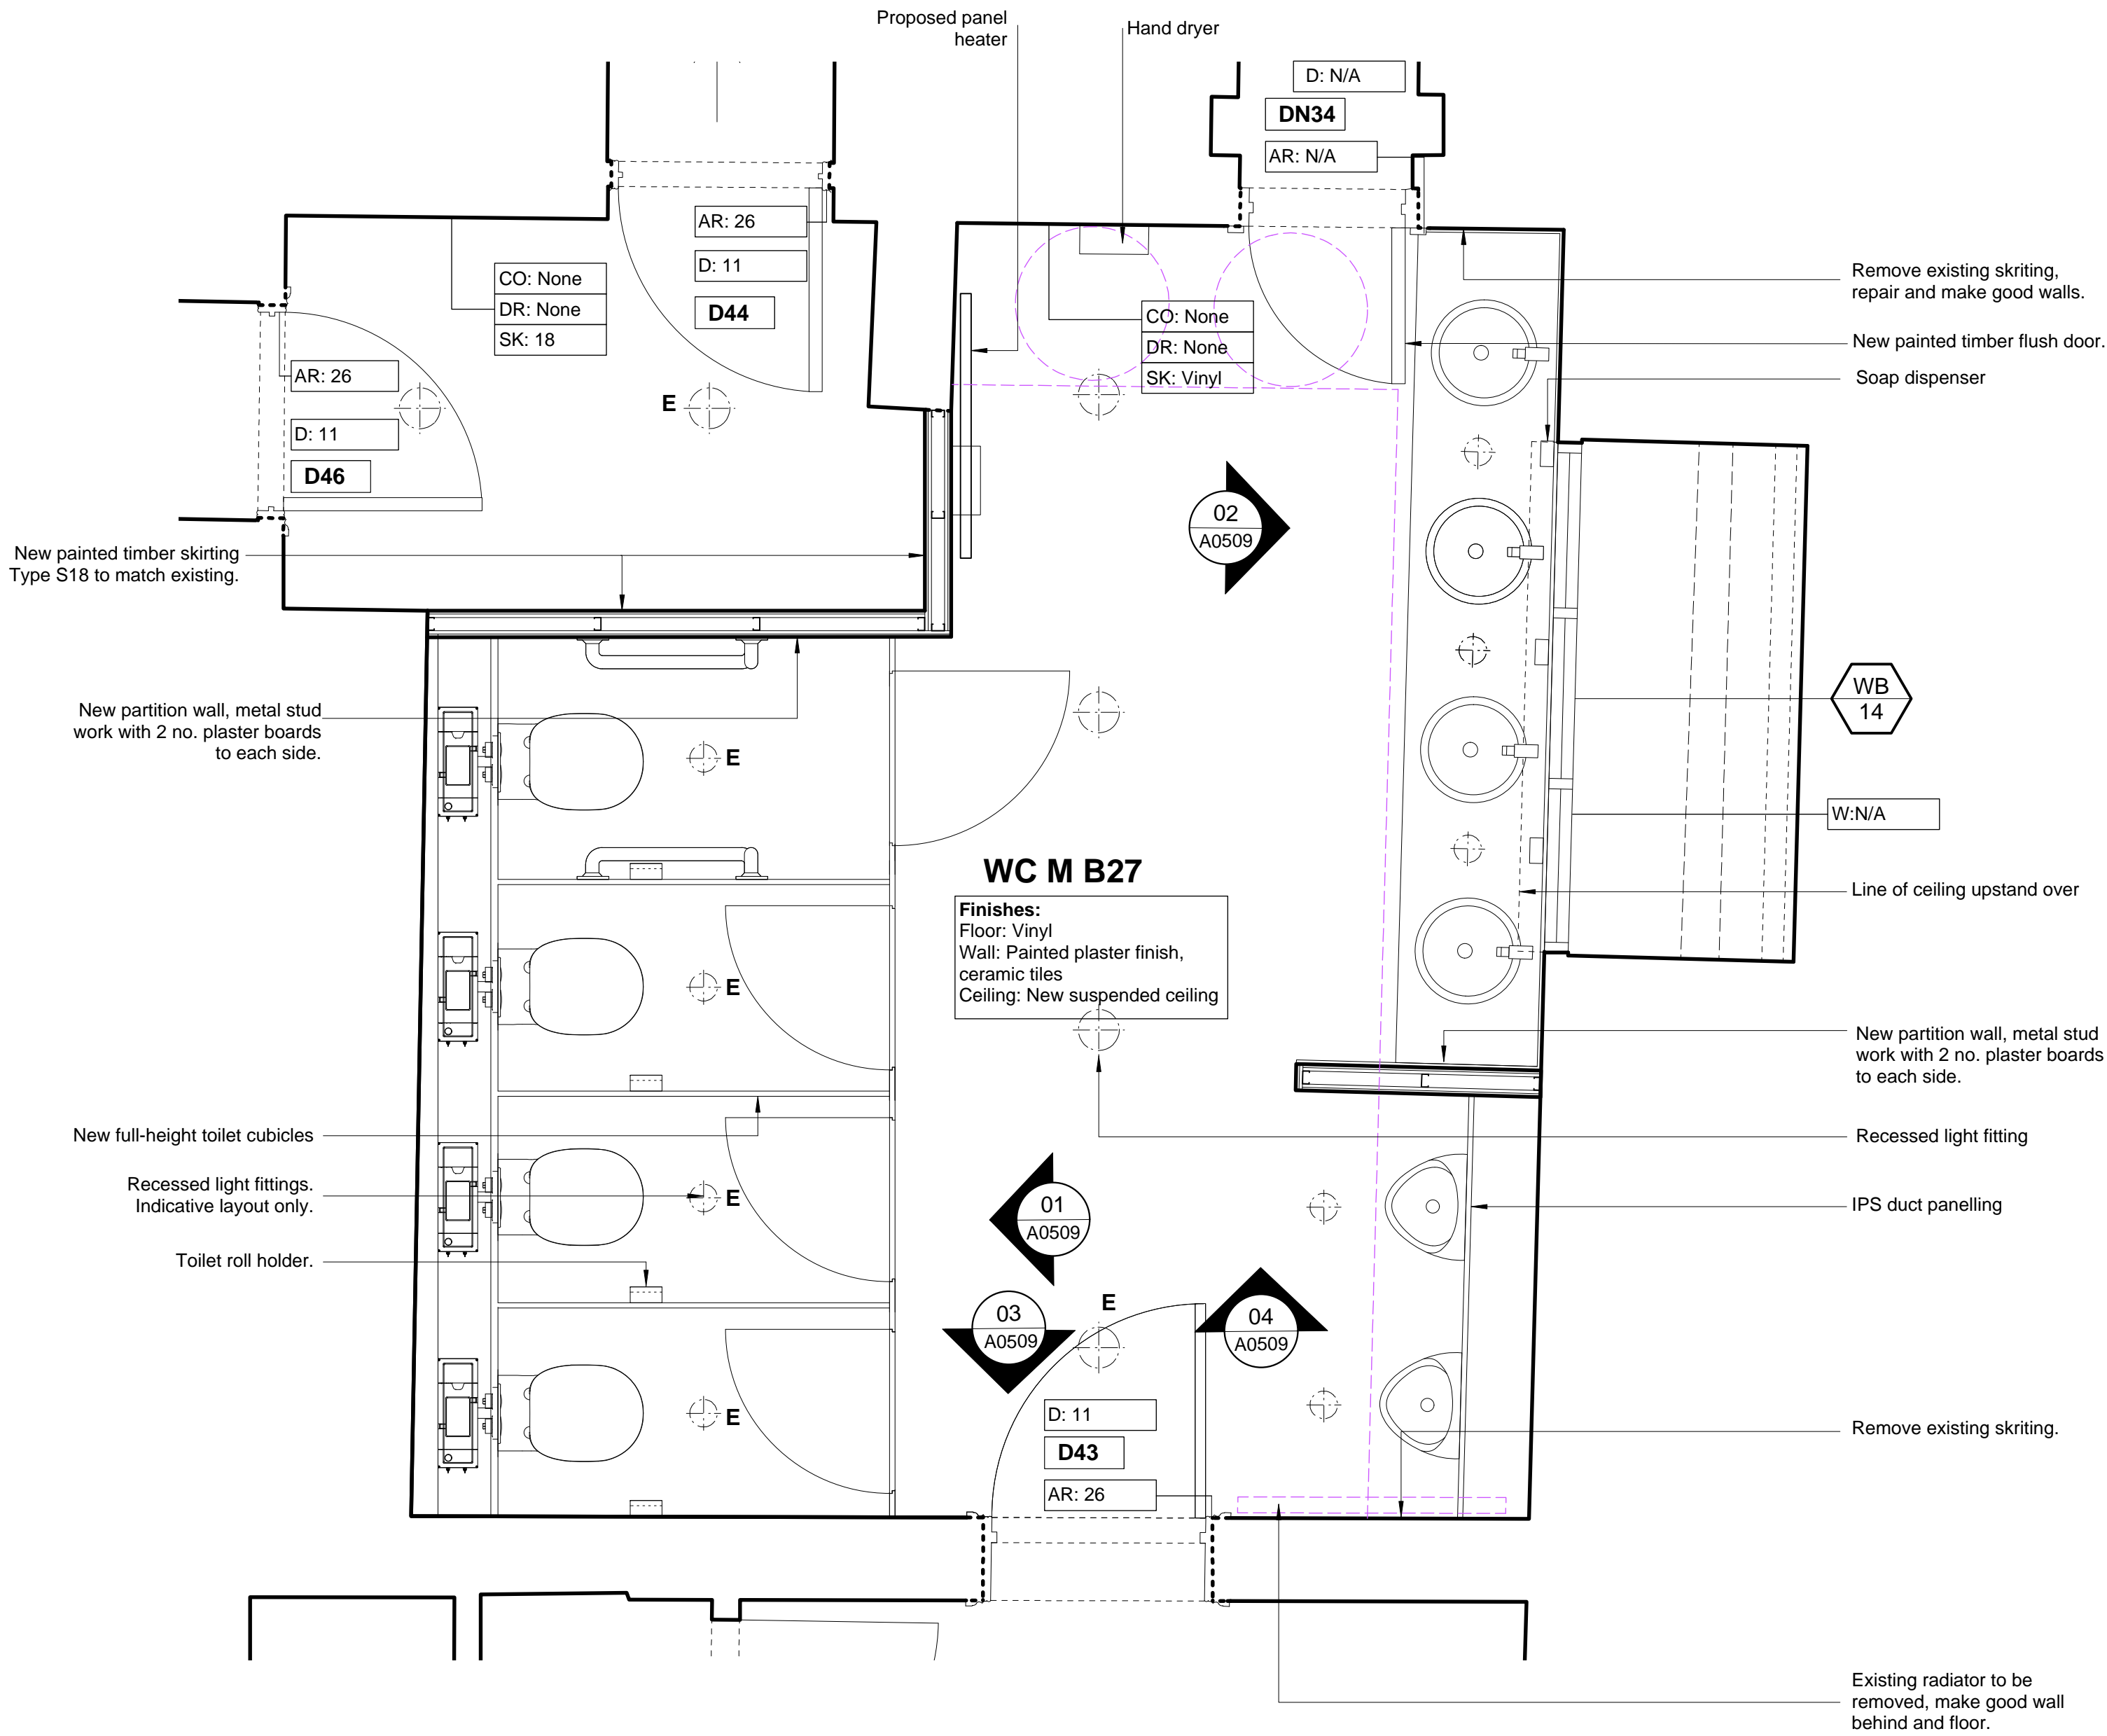 Proposed panel
heater
Hand dryer
D: N/A
DN34
AR: N/A
AR: 26
D: 11
D44
CO: None
DR: None
SK: 18
CO: None
DR: None
SK: Vinyl
Remove existing skriting,
repair and make good walls.
New painted timber flush door.
Soap dispenser
AR: 26
D: 11
D46
E
02
A0509
New painted timber skirting
Type S18 to match existing.
New partition wall, metal stud
work with 2 no. plaster boards
to each side.
E
WB
14
W:N/A
WC M B27
Finishes:
Floor: Vinyl
Wall: Painted plaster finish,
ceramic tiles
Ceiling: New suspended ceiling
Line of ceiling upstand over
E
New partition wall, metal stud
work with 2 no. plaster boards
to each side.
New full-height toilet cubicles
Recessed light fitting
Recessed light fittings.
Indicative layout only.
E
01
A0509
IPS duct panelling
Toilet roll holder.
03
A0509
E
04
A0509
E
D: 11
D43
AR: 26
Remove existing skriting.
Existing radiator to be
removed, make good wall
behind and floor.